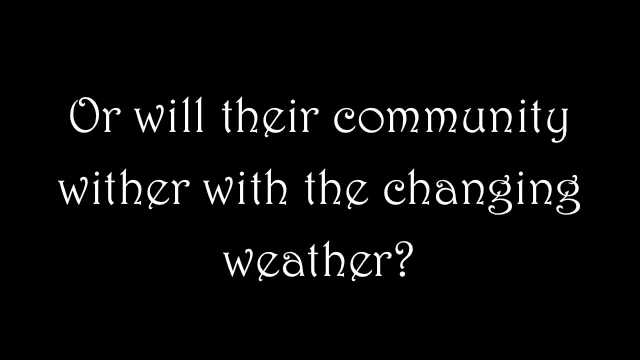 Or will their community
wither with the changing
weather?